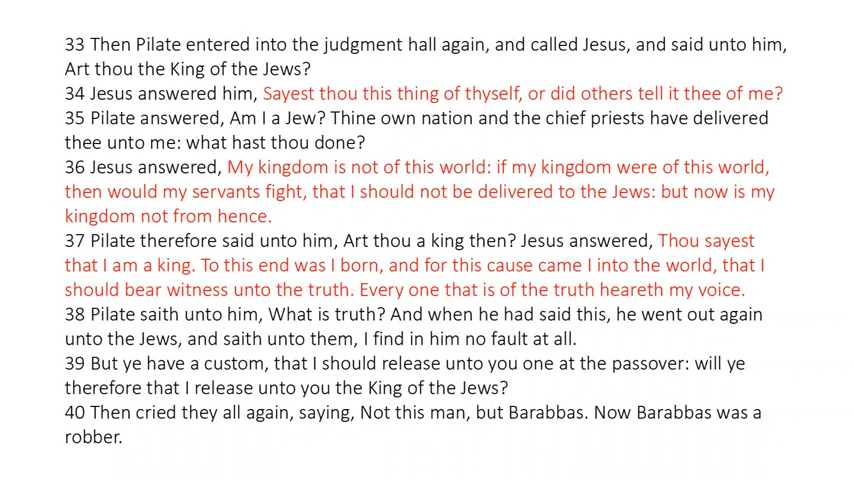 33 Then Pilate entered into the judgment hall again, and called Jesus, and said unto him,
Art thou the King of the Jews?
34 Jesus answered him, Sayest thou this thing of thyself, or did others tell it thee of me?
35 Pilate answered, Am I a Jew? Thine own nation and the chief priests have delivered
thee unto me: what hast thou done?
36 Jesus answered, My kingdom is not of this world: if my kingdom were of this world,
then would my servants fight, that I should not be delivered to the Jews: but now is my
kingdom not from hence.
37 Pilate therefore said unto him, Art thou a king then? Jesus answered, Thou sayest
that I am a king. To this end was I born, and for this cause came I into the world, that I
should bear witness unto the truth. Every one that is of the truth heareth my voice.
38 Pilate saith unto him, What is truth? And when he had said this, he went out again
unto the Jews, and saith unto them, I find in him no fault at all.
39 But ye have a custom, that I should release unto you one at the passover: will ye
therefore that I release unto you the King of the Jews?
40 Then cried they all again, saying, Not this man, but Barabbas. Now Barabbas was a
robber.